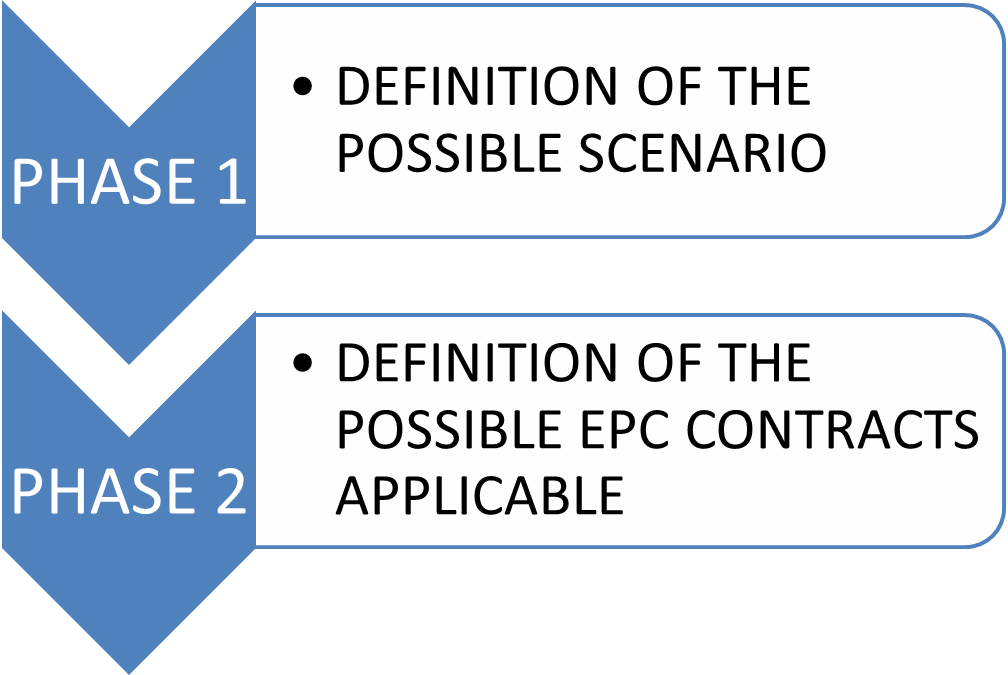 PHASE 1
• DEFINITION OF THE
POSSIBLE SCENARIO
PHASE 2
• DEFINITION OF THE
POSSIBLE EPC CONTRACTS
APPLICABLE